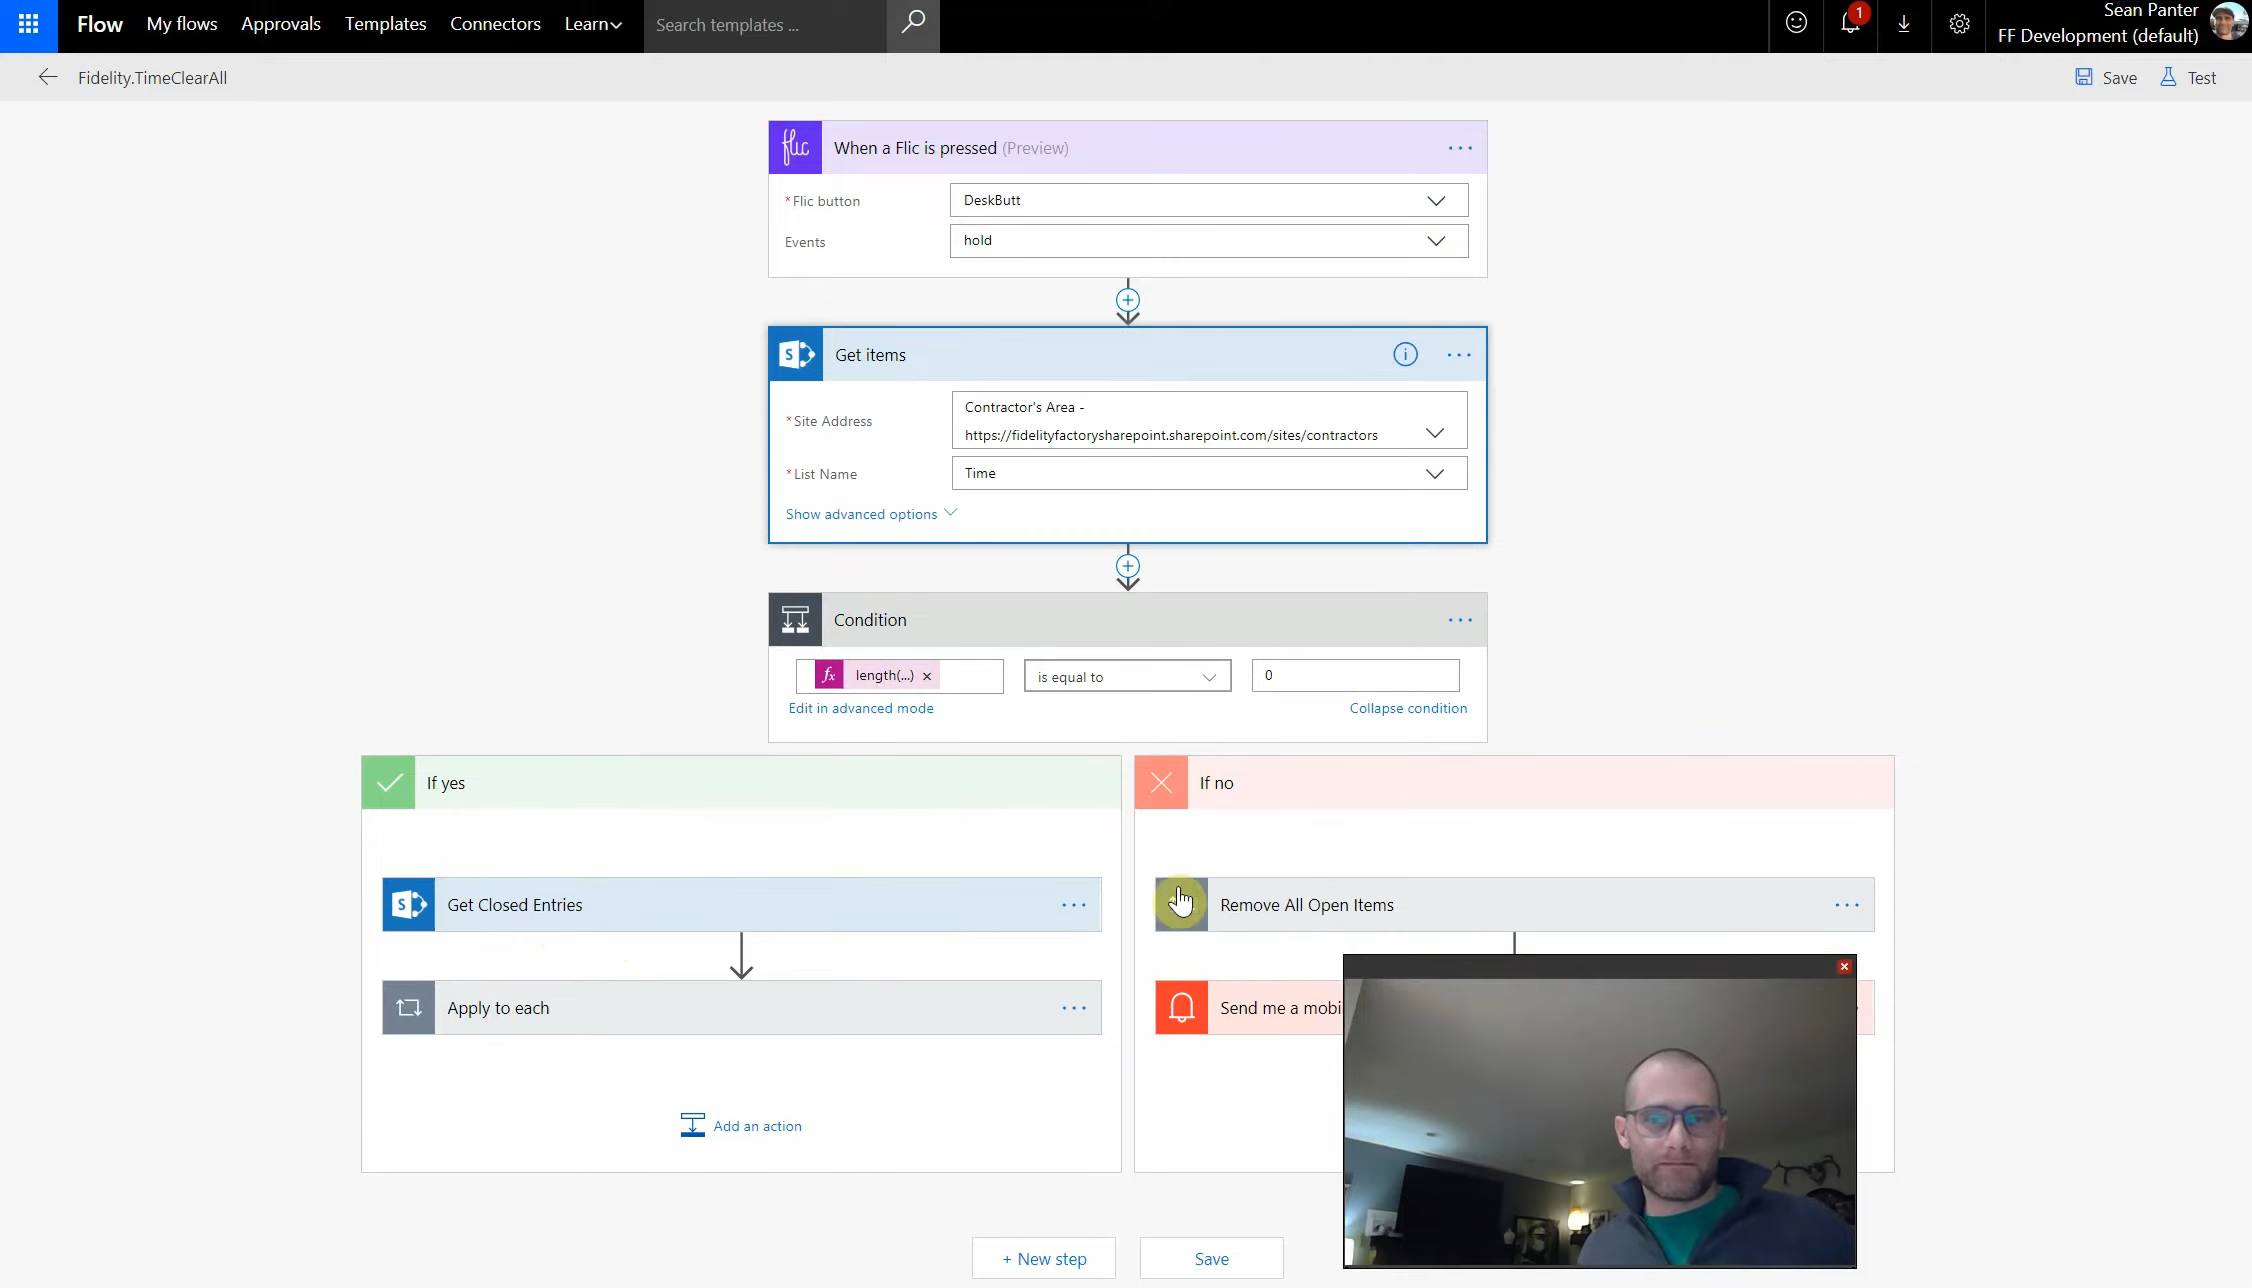 Flow My flows Approvals Templates Connectors Learn Search templates ... 1 Sean Panter
FF Development (default)
Fidelity.TimeClearAll Save Test
flic When a Flic is pressed (Preview) ...
*Flic button DeskButt
Events hold
S Get items i ...
*Site Address Contractor's Area -
https://fidelityfactorysharepoint.sharepoint.com/sites/contractors
*List Name Time
Show advanced options
Condition ...
fx length(...) × is equal to 0
Edit in advanced mode Collapse condition
If yes
If no
S Get Closed Entries ...
Remove All Open Items ...
Apply to each ...
Send me a mobi
Add an action
+ New step Save